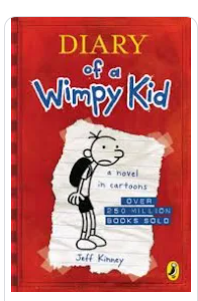 DIARY
of a
Wimpy Kid
a novel
in cartoons
OVER
250 MILLION
BOOKS SOLD
Jeff Kinney